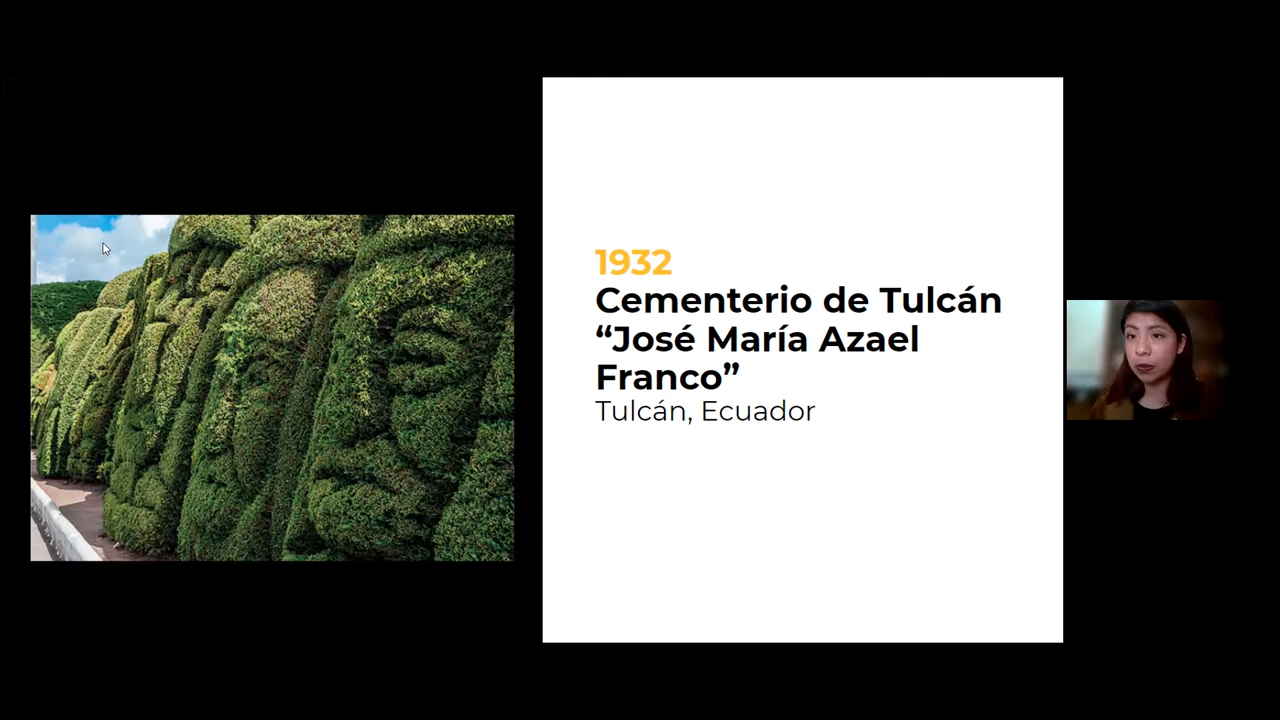 1932
Cementerio de Tulcán
“José María Azael
Franco”
Tulcán, Ecuador